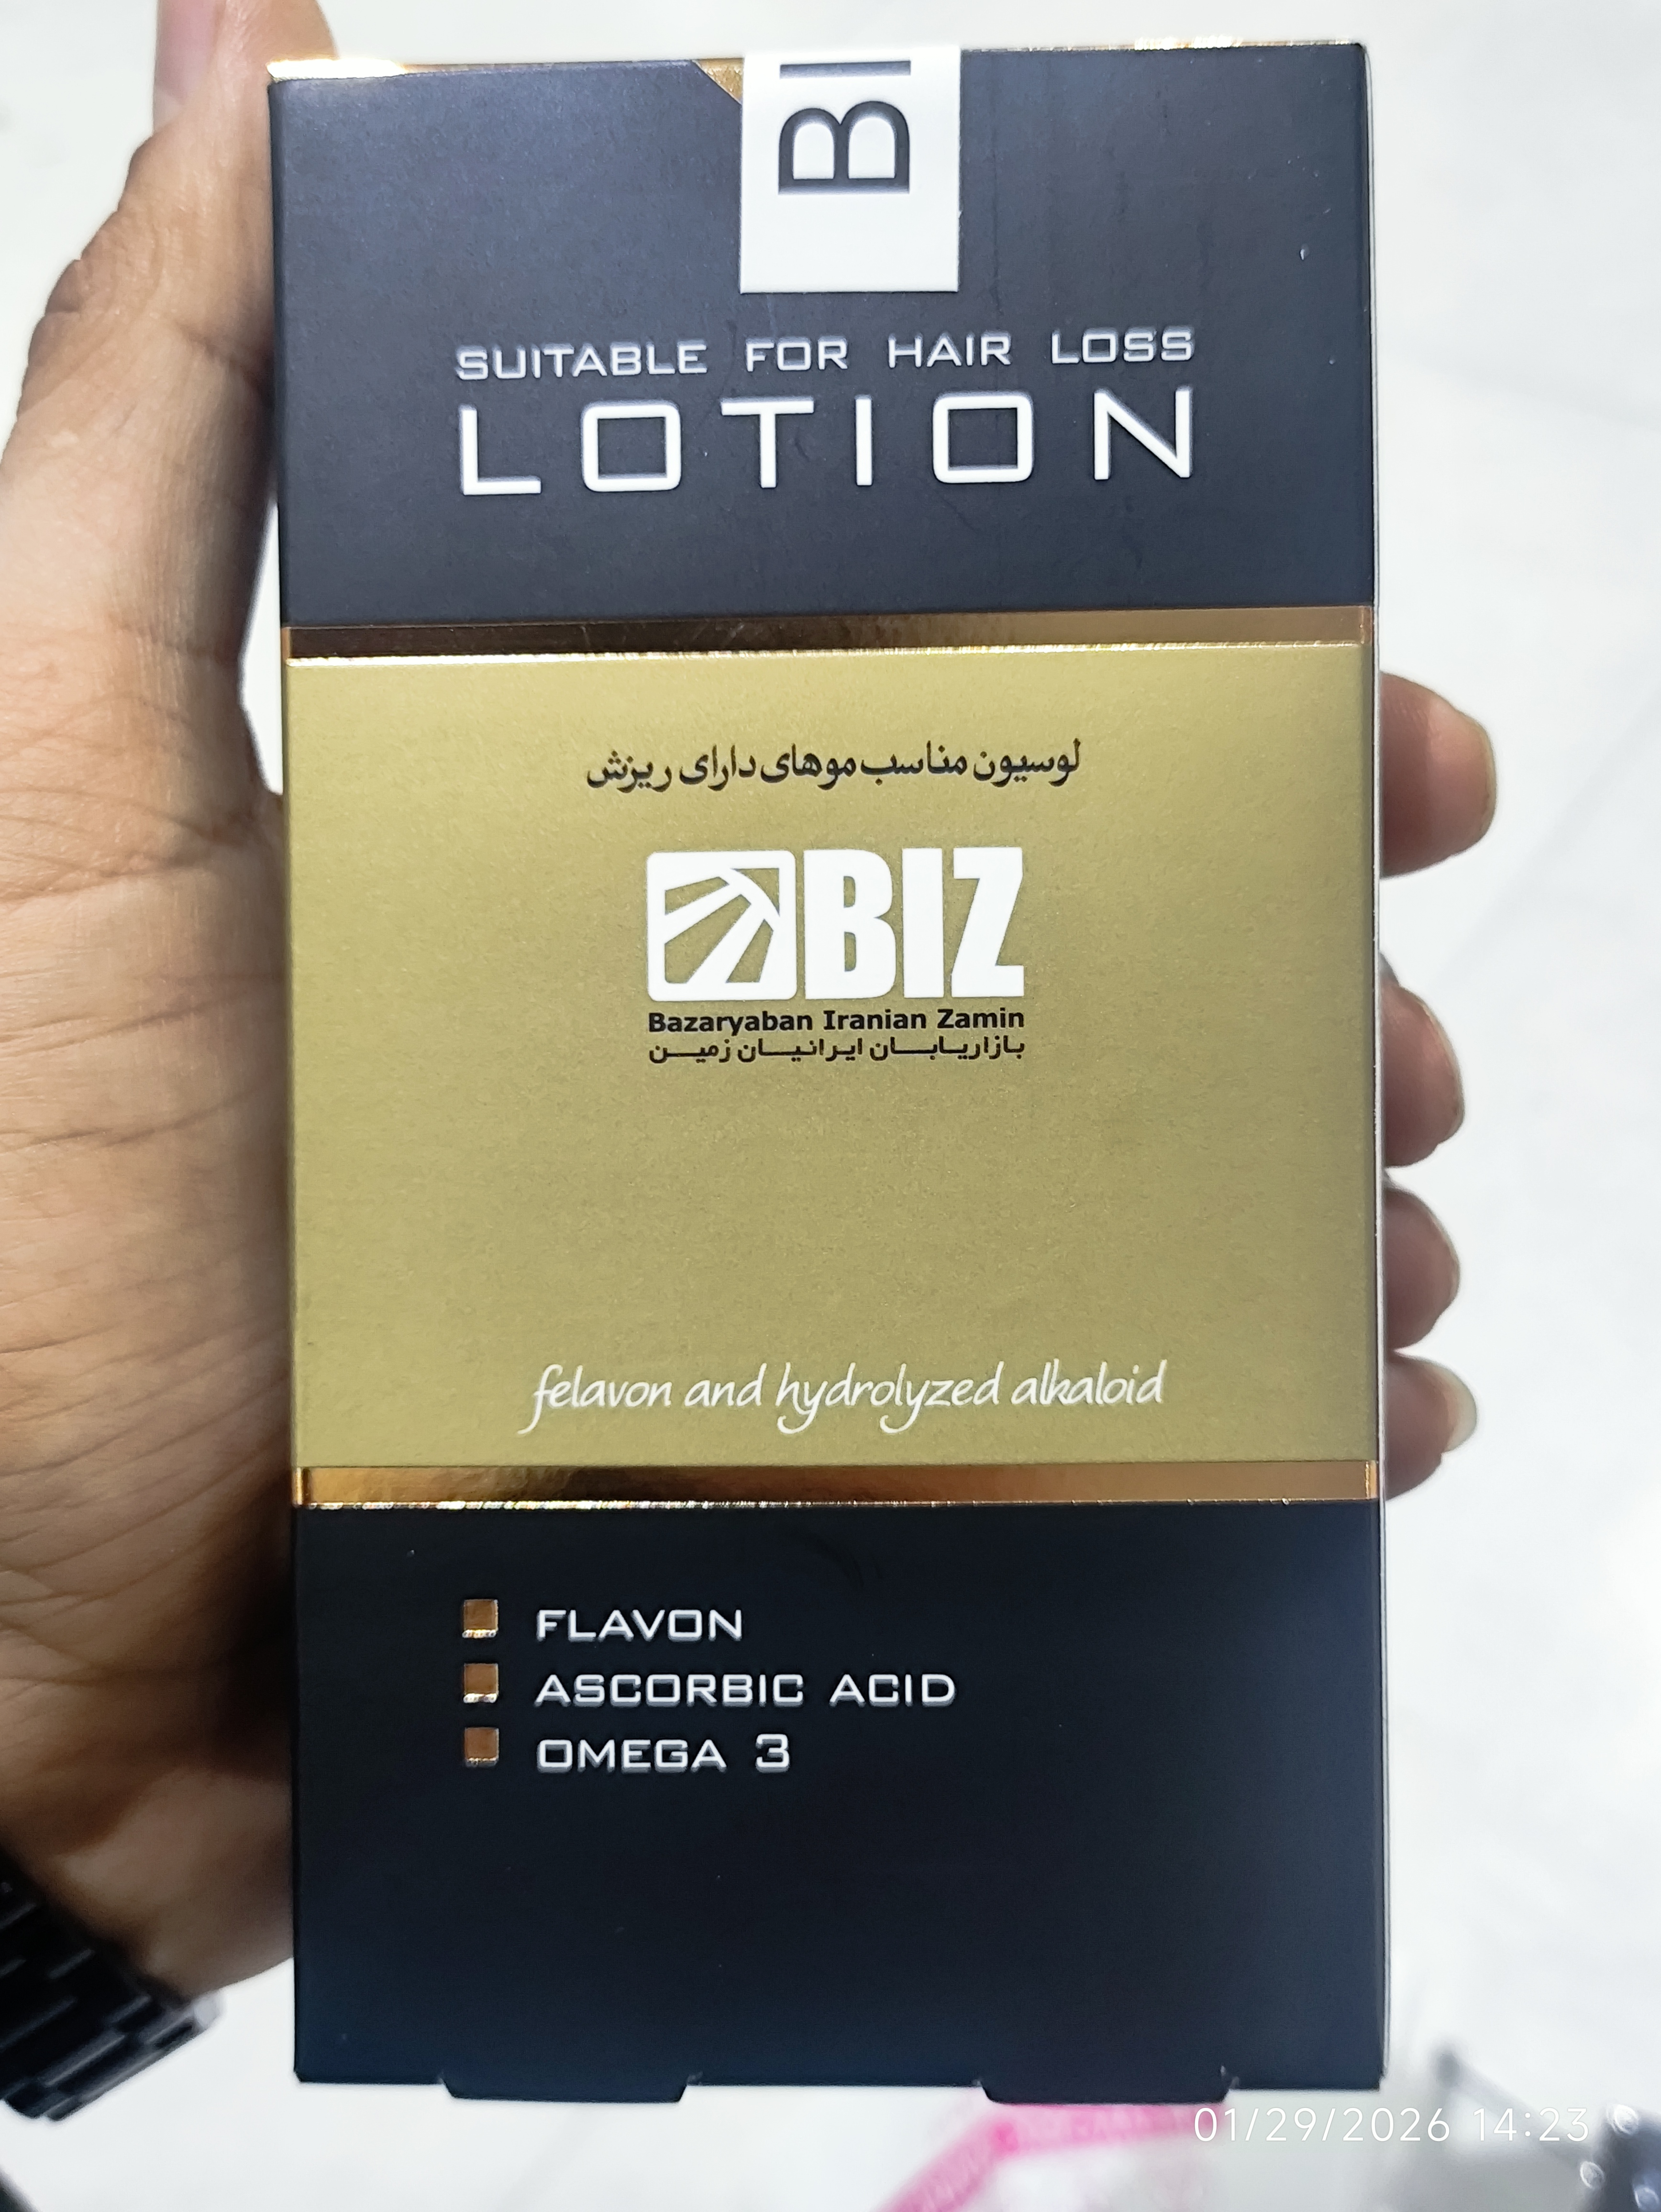 BI
SUITABLE FOR HAIR LOSS
LOTION
لوسیون مناسب موهای دارای ریزش
BIZ
Bazaryaban Iranian Zamin
بازاریابان ایرانیان زمین
felavon and hydrolyzed alkaloid
FLAVON
ASCORBIC ACID
OMEGA 3
01/29/2026 14:23